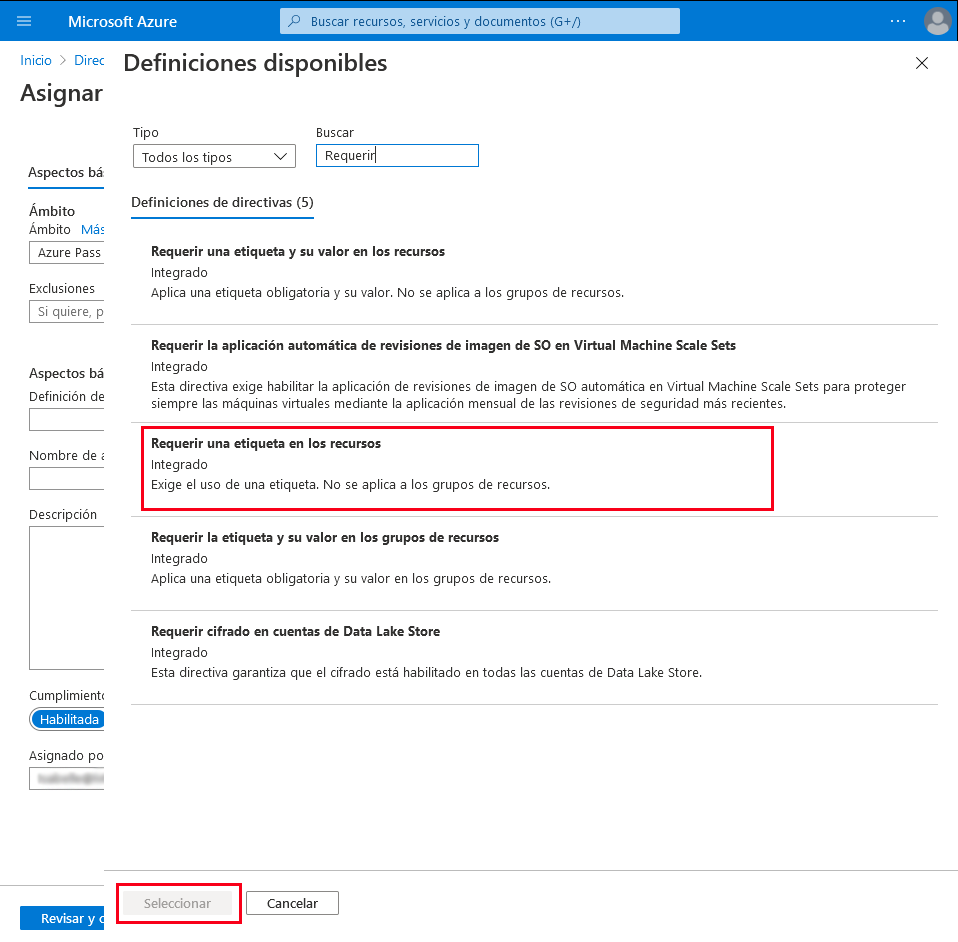 Microsoft Azure
Buscar recursos, servicios y documentos (G+/)
Inicio > Direc
Asignar
Definiciones disponibles
Tipo
Buscar
Todos los tipos
Requerir
Definiciones de directivas (5)
Requerir una etiqueta y su valor en los recursos
Integrado
Aplica una etiqueta obligatoria y su valor. No se aplica a los grupos de recursos.
Requerir la aplicación automática de revisiones de imagen de SO en Virtual Machine Scale Sets
Integrado
Esta directiva exige habilitar la aplicación de revisiones de imagen de SO automática en Virtual Machine Scale Sets para proteger
siempre las máquinas virtuales mediante la aplicación mensual de las revisiones de seguridad más recientes.
Requerir una etiqueta en los recursos
Integrado
Exige el uso de una etiqueta. No se aplica a los grupos de recursos.
Requerir la etiqueta y su valor en los grupos de recursos
Integrado
Aplica una etiqueta obligatoria y su valor en los grupos de recursos.
Requerir cifrado en cuentas de Data Lake Store
Integrado
Esta directiva garantiza que el cifrado está habilitado en todas las cuentas de Data Lake Store.
Seleccionar
Cancelar
Aspectos bá
Ámbito
Ámbito Más
Azure Pass
Exclusiones
Si quiere, p
Aspectos bá
Definición de
Nombre de a
Descripción
Cumplimiento
Habilitada
Asignado po
Revisar y c